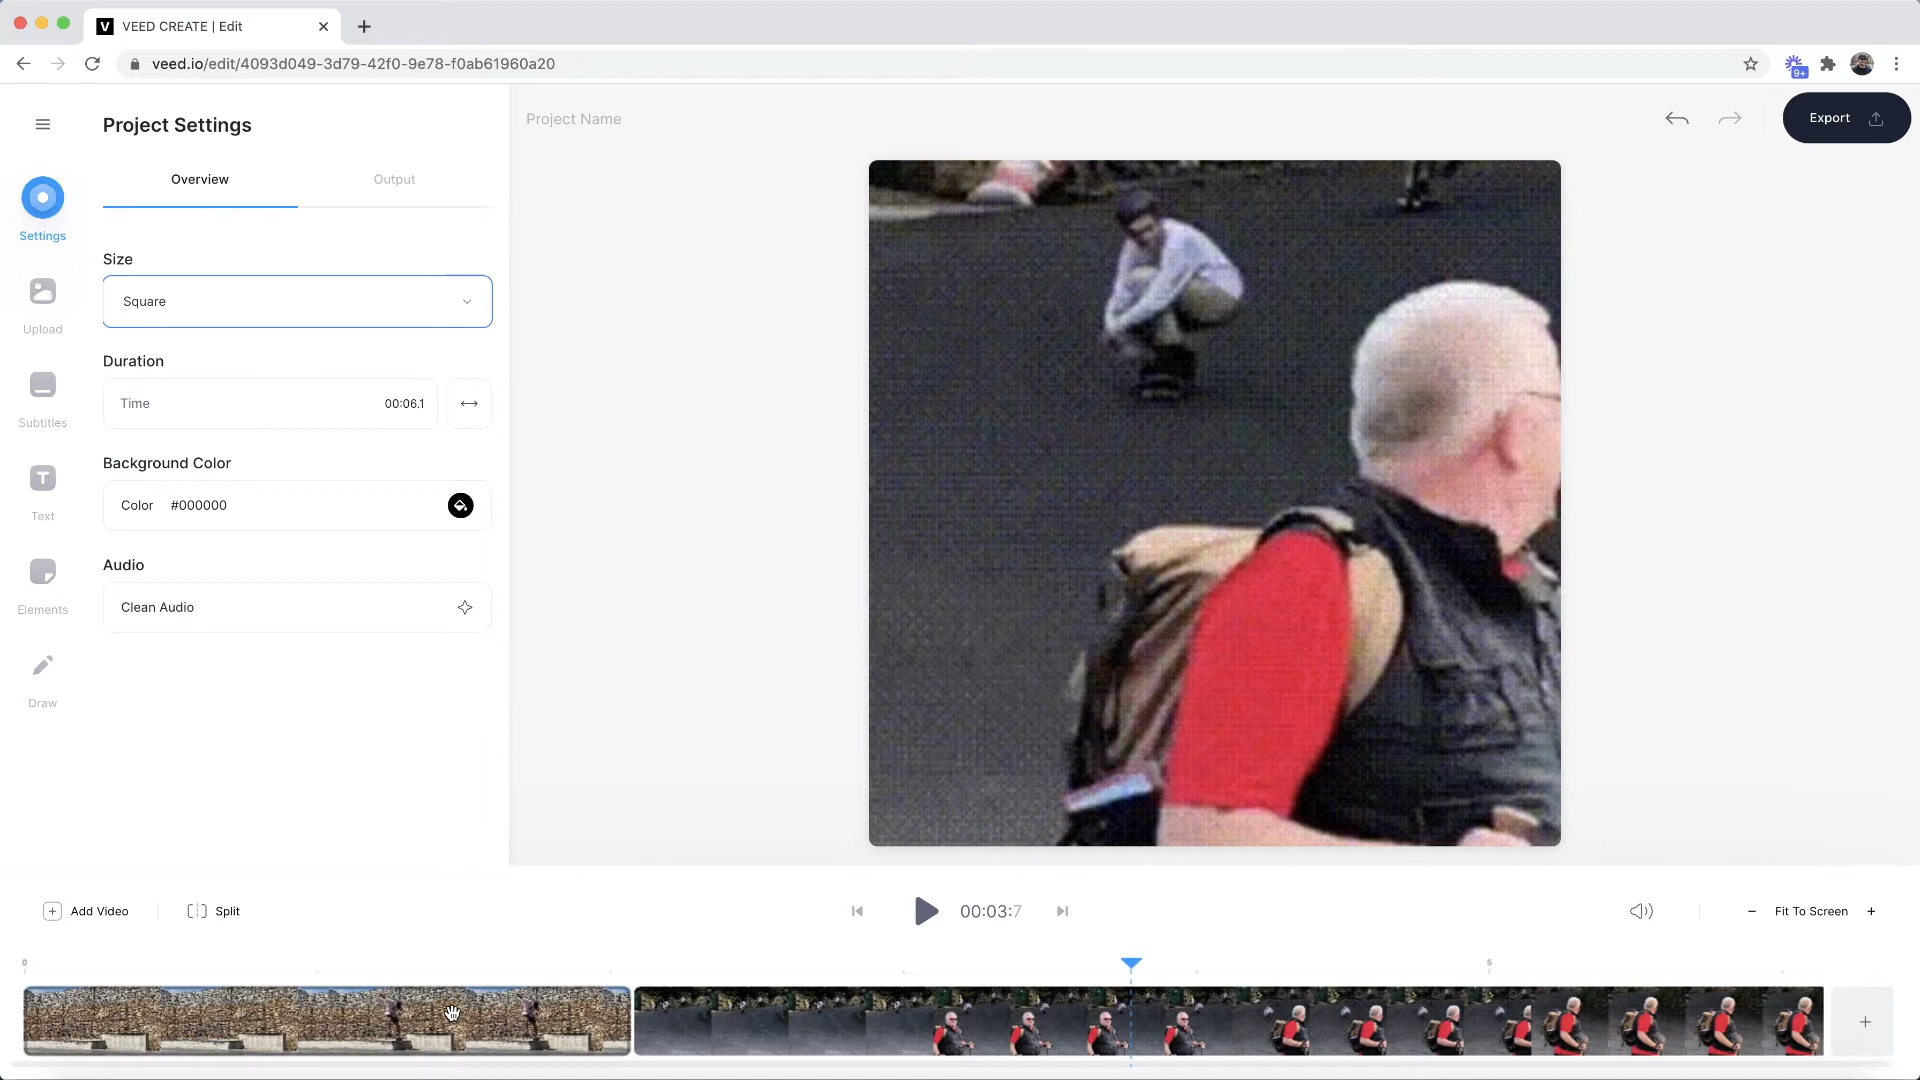 V VEED CREATE | Edit
veed.io/edit/4093d049-3d79-42f0-9e78-f0ab61960a20
9+
Project Settings
Project Name
Export
Overview
Output
Settings
Size
Square
Upload
Duration
Time 00:06.1
Subtitles
Background Color
Color #000000
T
Text
Audio
Clean Audio
Elements
Draw
Add Video
Split
00:03:7
Fit To Screen
0
5